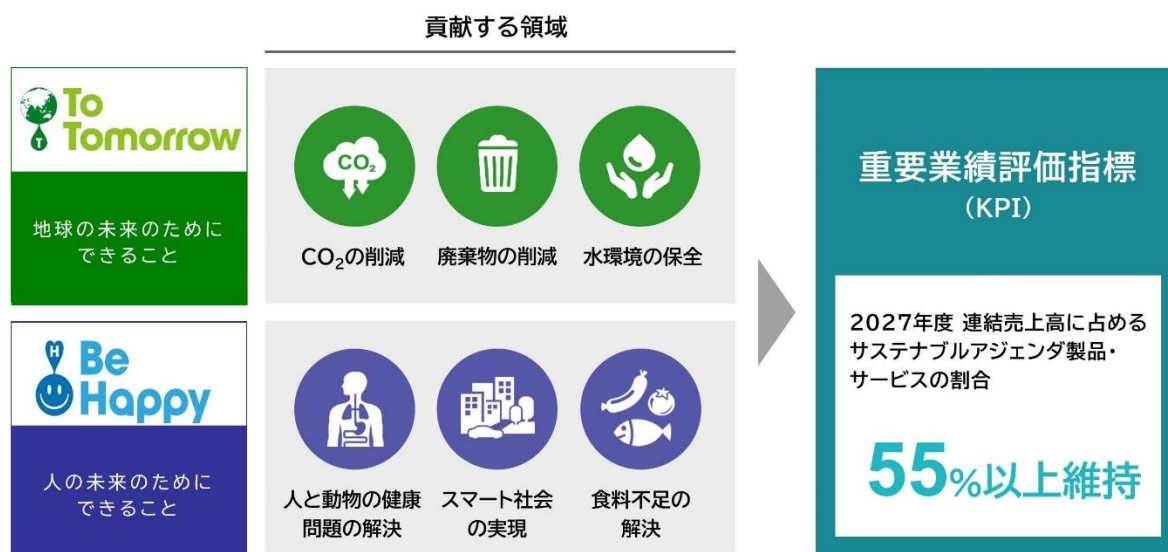 貢献する領域
To
Tomorrow
T
地球の未来のために
できること
CO₂
CO₂の削減
廃棄物の削減
水環境の保全
H
Be
Happy
人の未来のために
できること
人と動物の健康
問題の解決
スマート社会
の実現
食料不足の
解決
重要業績評価指標
（KPI）
2027年度 連結売上高に占める
サステナブルアジェンダ製品・
サービスの割合
55%以上維持